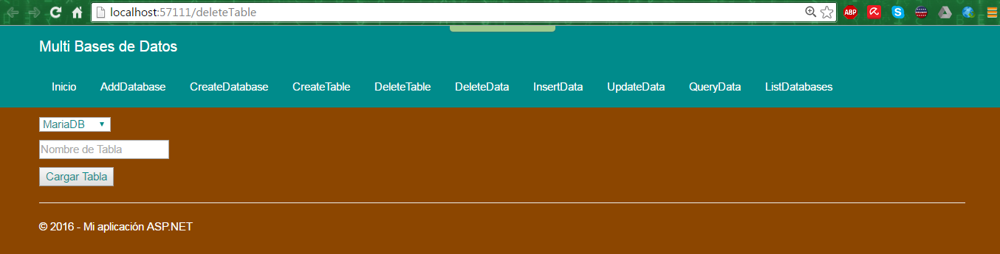 localhost:57111/deleteTable
ABP
Multi Bases de Datos
Inicio AddDatabase CreateDatabase CreateTable DeleteTable DeleteData InsertData UpdateData QueryData ListDatabases
MariaDB
Nombre de Tabla
Cargar Tabla
© 2016 - Mi aplicación ASP.NET